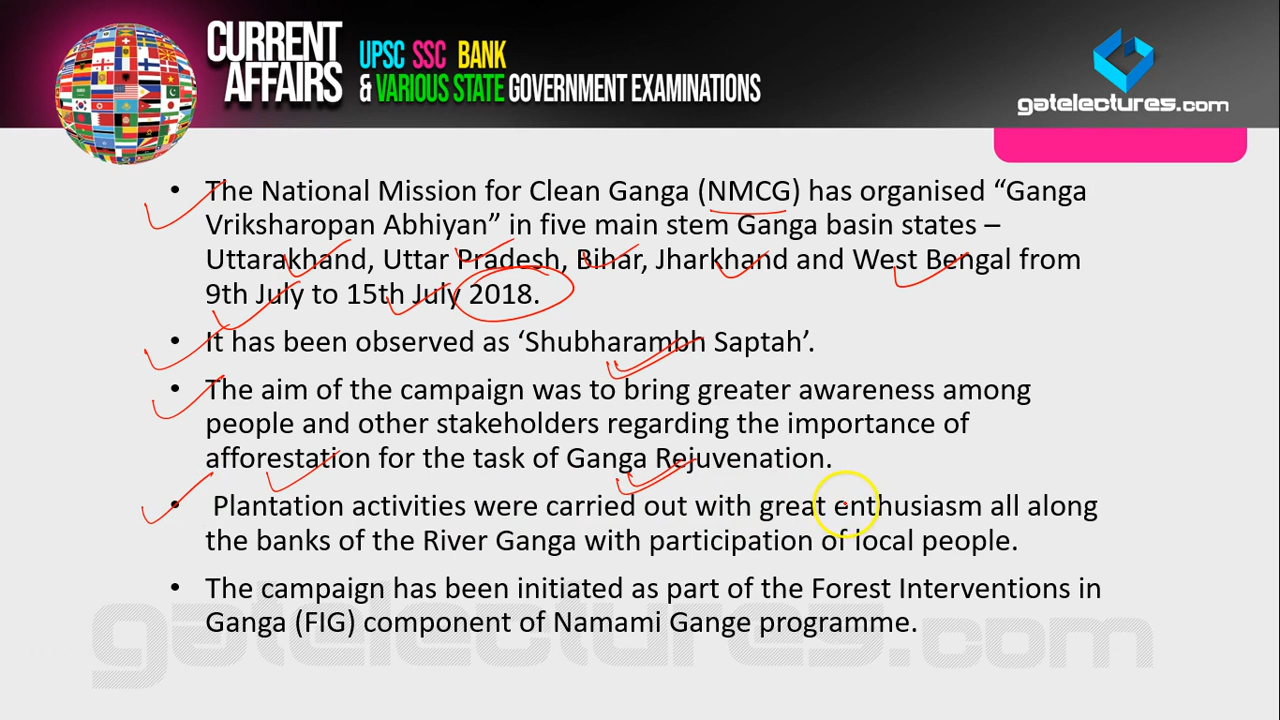 CURRENT
AFFAIRS
UPSC SSC BANK
& VARIOUS STATE GOVERNMENT EXAMINATIONS
gatelectures.com
• The National Mission for Clean Ganga (NMCG) has organised “Ganga
Vriksharopan Abhiyan” in five main stem Ganga basin states –
Uttarakhand, Uttar Pradesh, Bihar, Jharkhand and West Bengal from
9th July to 15th July 2018.
• It has been observed as ‘Shubharambh Saptah’.
• The aim of the campaign was to bring greater awareness among
people and other stakeholders regarding the importance of
afforestation for the task of Ganga Rejuvenation.
• Plantation activities were carried out with great enthusiasm all along
the banks of the River Ganga with participation of local people.
• The campaign has been initiated as part of the Forest Interventions in
Ganga (FIG) component of Namami Gange programme.
gatelectures.com